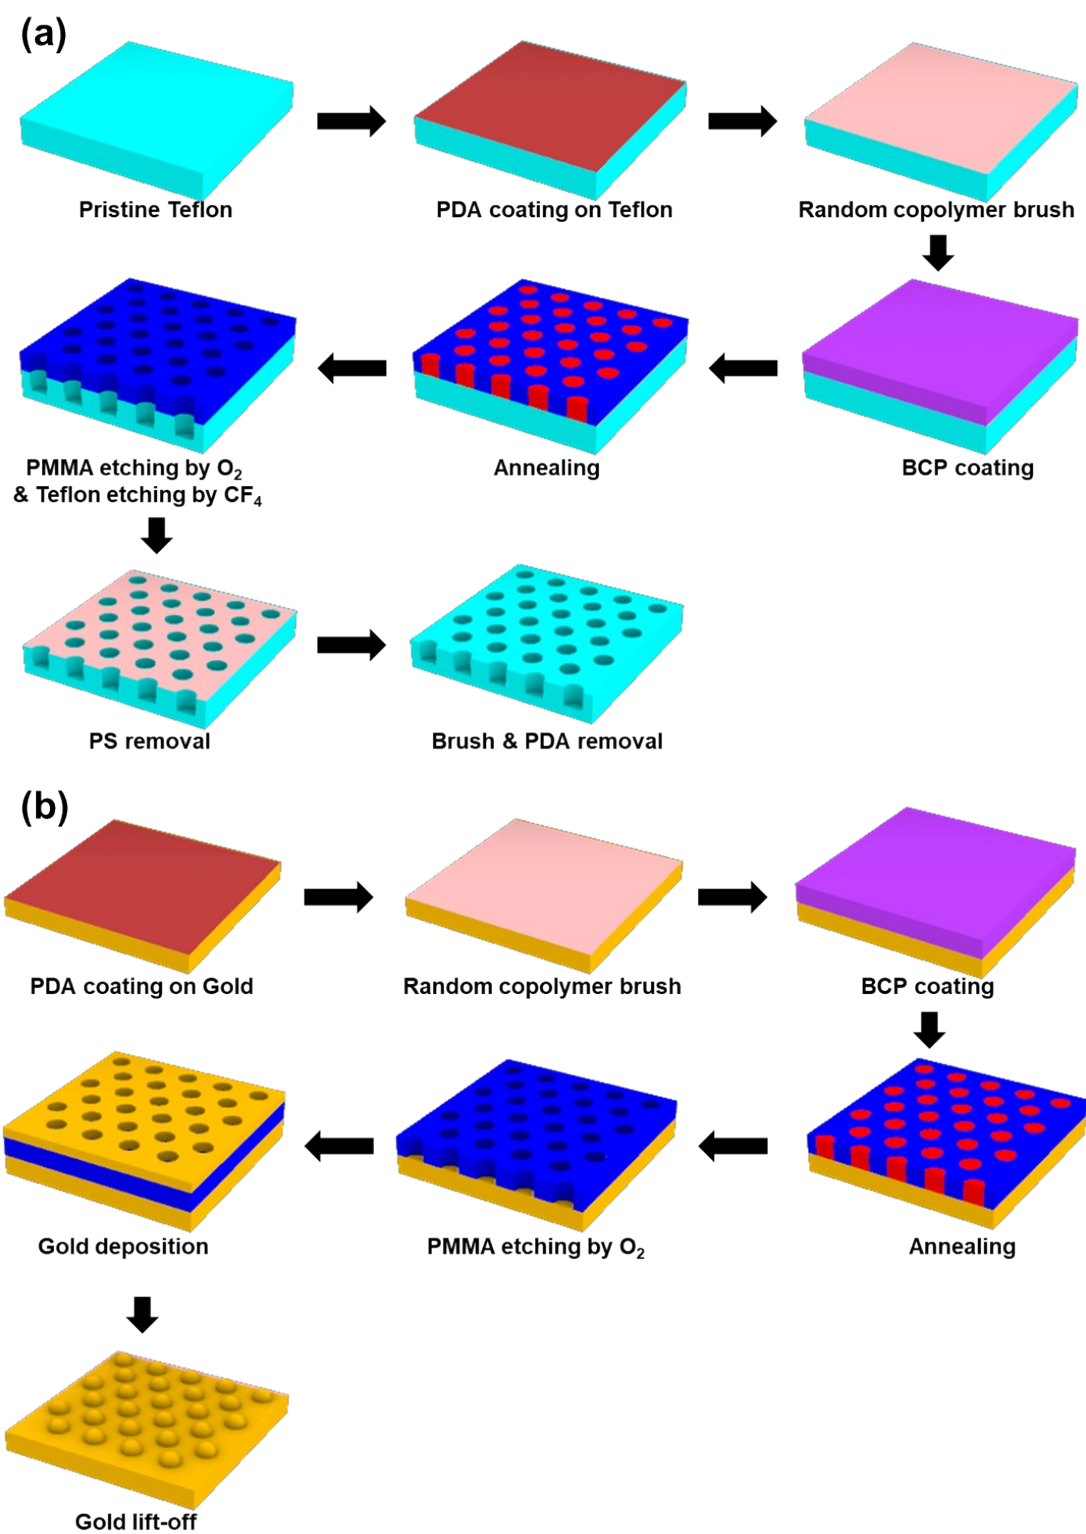 (a)
Pristine Teflon
PDA coating on Teflon
Random copolymer brush
PMMA etching by O₂
& Teflon etching by CF₄
Annealing
BCP coating
PS removal
Brush & PDA removal
(b)
PDA coating on Gold
Random copolymer brush
BCP coating
Gold deposition
PMMA etching by O₂
Annealing
Gold lift-off